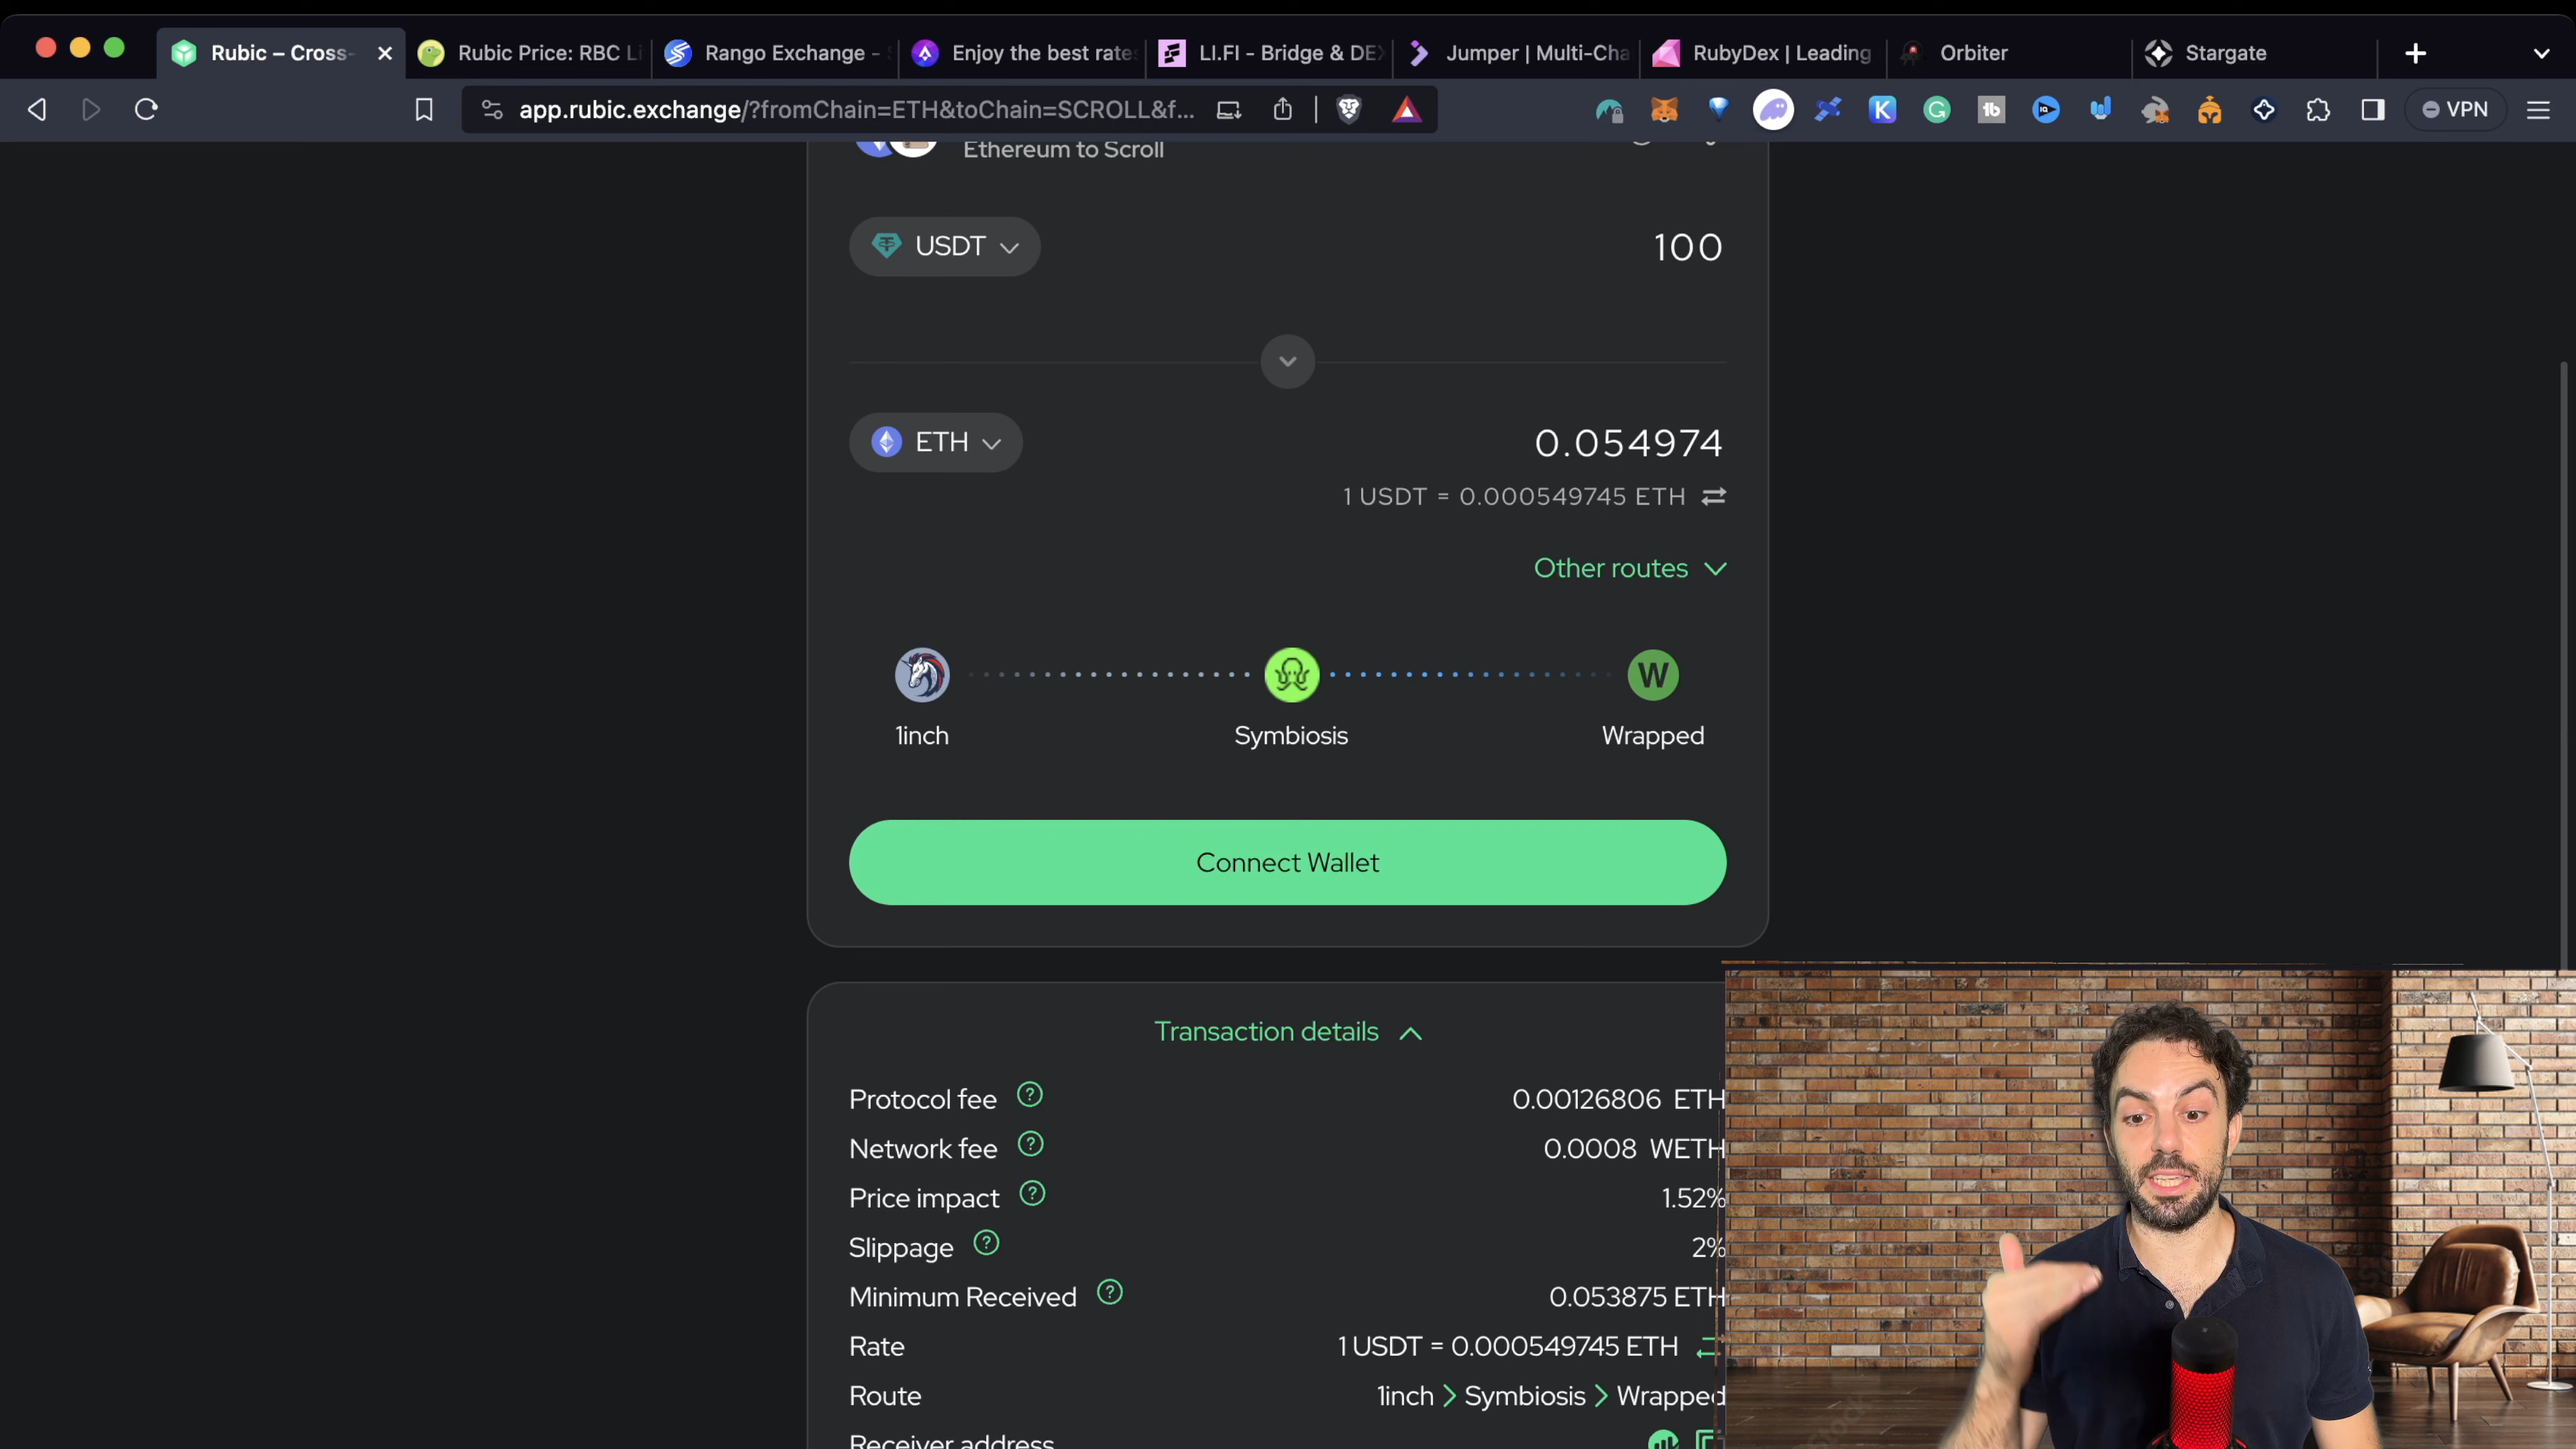 Rubic – Cross-
Rubic Price: RBC Li
Rango Exchange -
Enjoy the best rate
LI.FI - Bridge & DEX
Jumper | Multi-Cha
RubyDex | Leading
Orbiter
Stargate
app.rubic.exchange/?fromChain=ETH&toChain=SCROLL&f...
VPN
Ethereum to Scroll
USDT
100
ETH
0.054974
1 USDT = 0.000549745 ETH
Other routes
W
1inch
Symbiosis
Wrapped
Connect Wallet
Transaction details
Protocol fee ?
0.00126806 ETH
Network fee ?
0.0008 WETH
Price impact ?
1.52%
Slippage ?
2%
Minimum Received ?
0.053875 ETH
Rate
1 USDT = 0.000549745 ETH
Route
1inch > Symbiosis > Wrapped
Receiver address